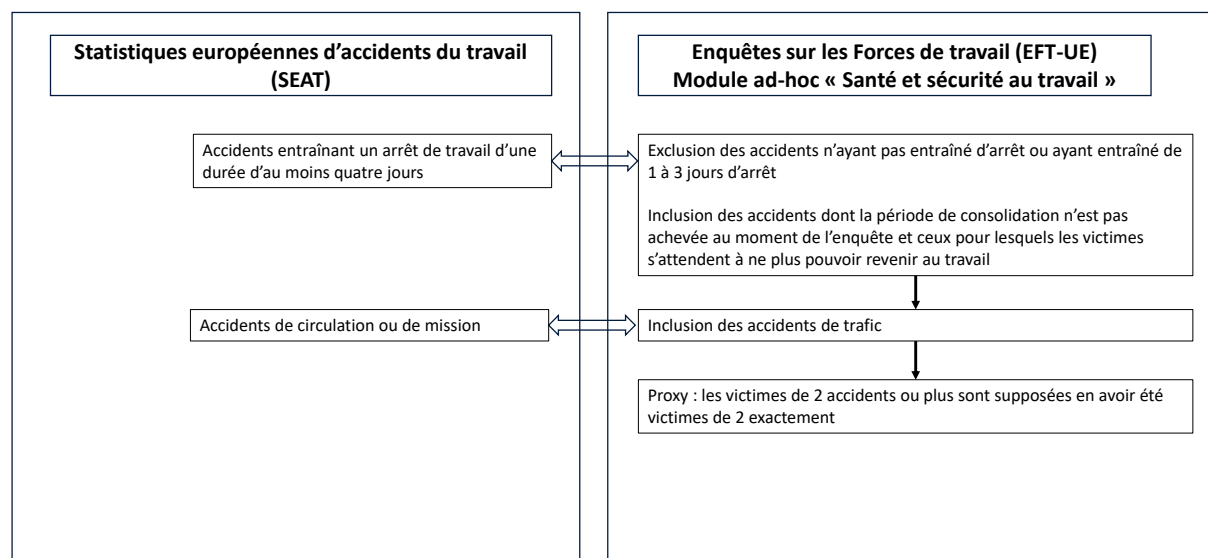 Statistiques européennes d’accidents du travail
(SEAT)
Enquêtes sur les Forces de travail (EFT-UE)
Module ad-hoc « Santé et sécurité au travail »
Accidents entraînant un arrêt de travail d’une
durée d’au moins quatre jours
Exclusion des accidents n’ayant pas entraîné d’arrêt ou ayant entraîné de
1 à 3 jours d’arrêt
Inclusion des accidents dont la période de consolidation n’est pas
achevée au moment de l’enquête et ceux pour lesquels les victimes
s’attendent à ne plus pouvoir revenir au travail
Accidents de circulation ou de mission
Inclusion des accidents de trafic
Proxy : les victimes de 2 accidents ou plus sont supposées en avoir été
victimes de 2 exactement